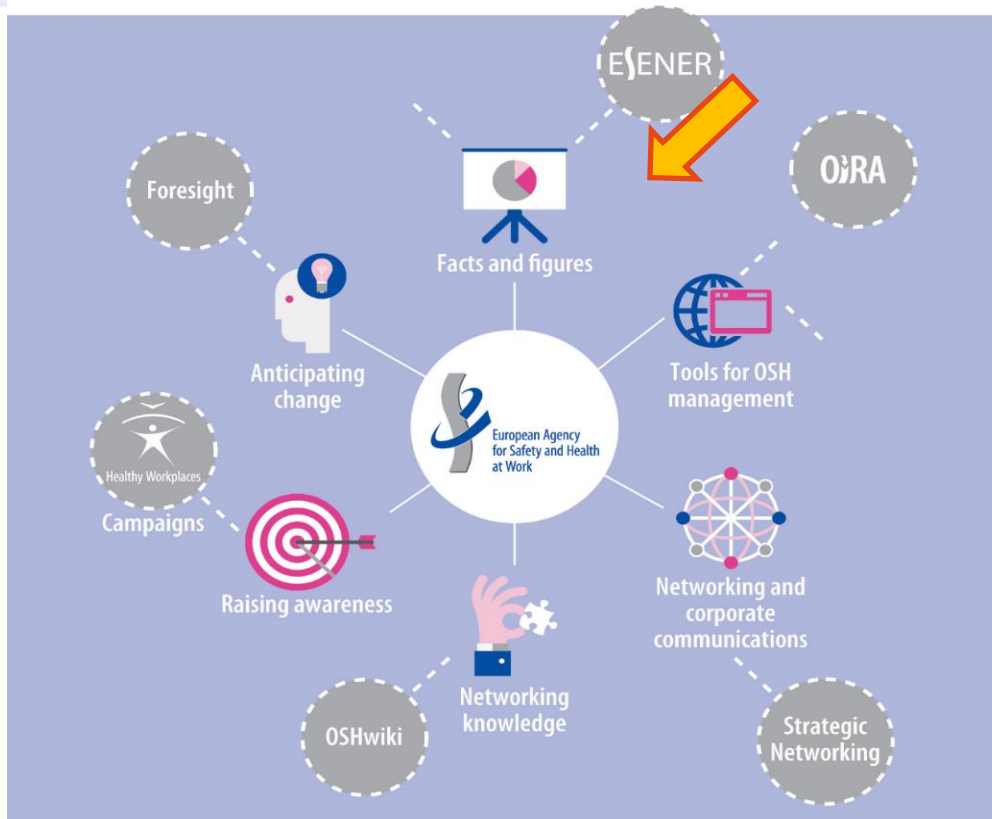 ESENER
OiRA
Foresight
Facts and figures
Anticipating
change
Tools for OSH
management
European Agency
for Safety and Health
at Work
Healthy Workplaces
Campaigns
Raising awareness
Networking and
corporate
communications
Networking
knowledge
OSHwiki
Strategic
Networking